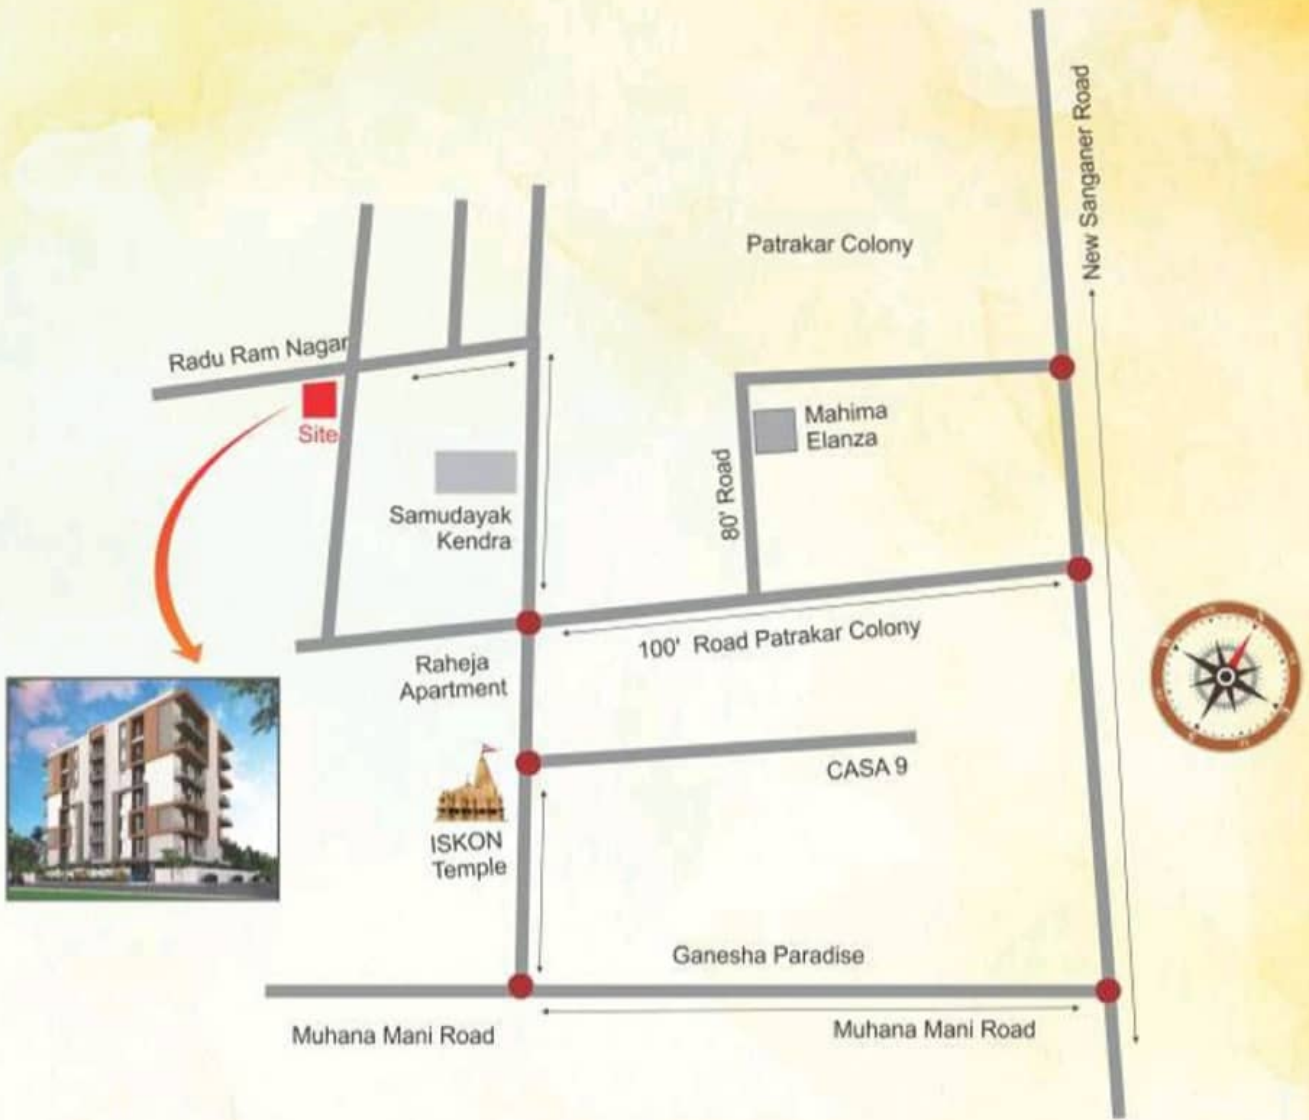 New Sanganer Road
Patrakar Colony
Radu Ram Nagar
Site
Mahima
Elanza
80' Road
Samudayak
Kendra
100' Road Patrakar Colony
Raheja
Apartment
CASA 9
ISKON
Temple
Ganesha Paradise
Muhana Mani Road
Muhana Mani Road